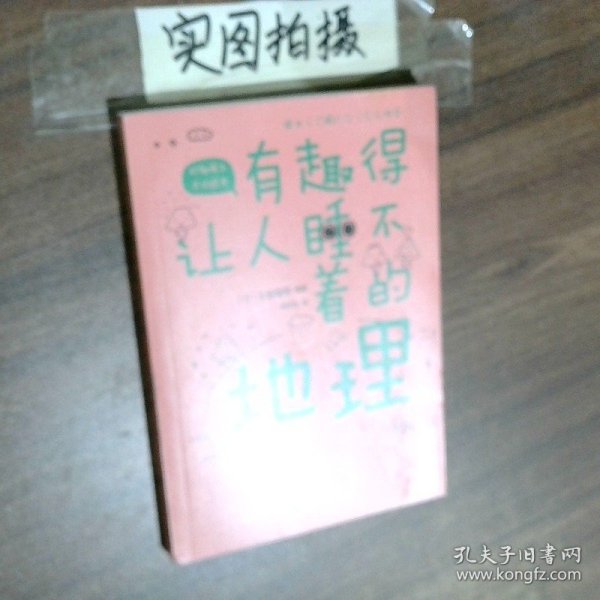 实图拍摄
有趣得
让人睡不
着的
地理
孔夫子旧书网
www.kongfz.com